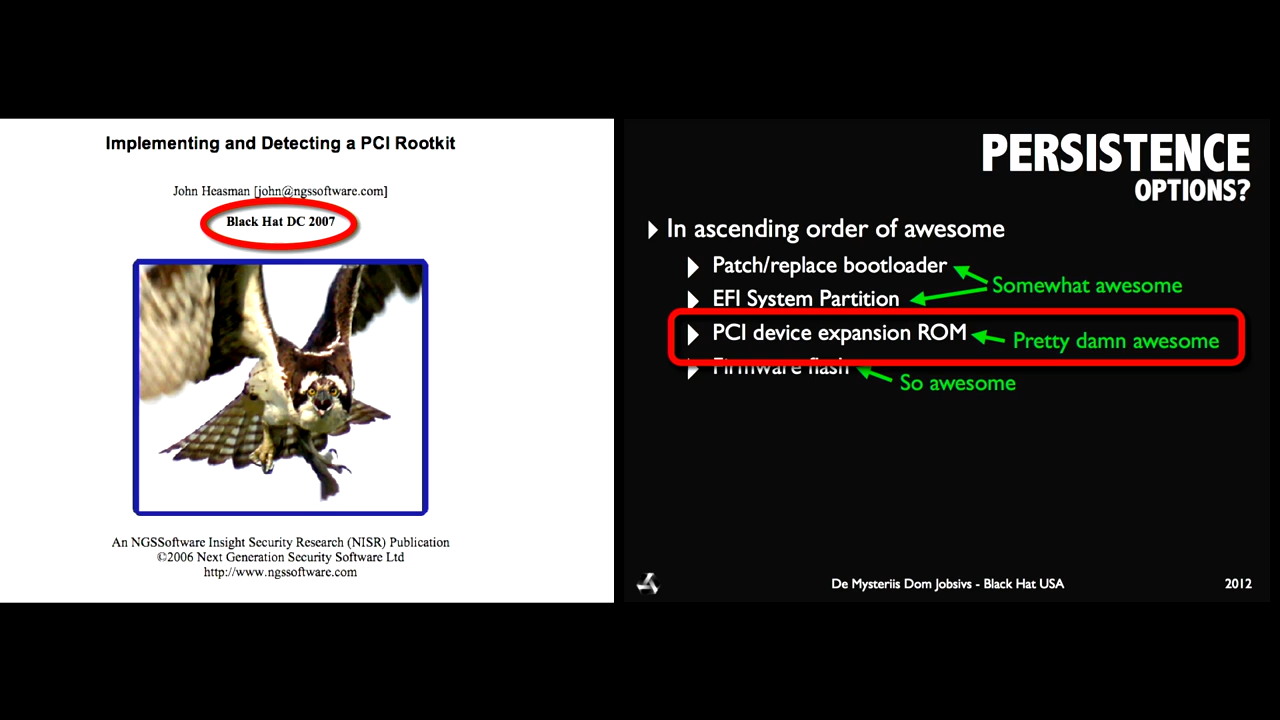 Implementing and Detecting a PCI Rootkit
John Heasman [john@ngssoftware.com]
Black Hat DC 2007
An NGSSoftware Insight Security Research (NISR) Publication
©2006 Next Generation Security Software Ltd
http://www.ngssoftware.com
PERSISTENCE
OPTIONS?
In ascending order of awesome
Patch/replace bootloader
Somewhat awesome
EFI System Partition
PCI device expansion ROM
Pretty damn awesome
Firmware flash
So awesome
De Mysteriis Dom Jobsivs - Black Hat USA
2012